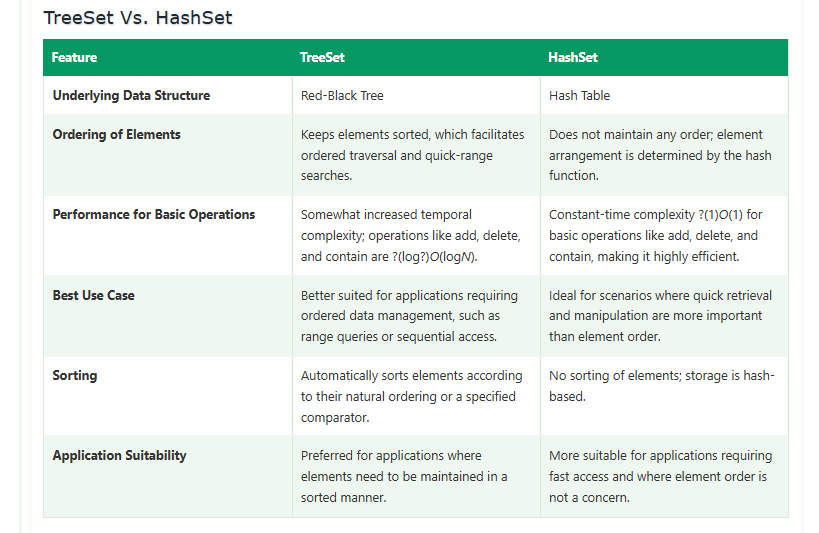 TreeSet Vs. HashSet
Feature TreeSet HashSet
Underlying Data Structure Red-Black Tree Hash Table
Ordering of Elements Keeps elements sorted, which facilitates Does not maintain any order; element
ordered traversal and quick-range arrangement is determined by the hash
searches. function.
Performance for Basic Operations Somewhat increased temporal Constant-time complexity ?(1)O(1) for
complexity; operations like add, delete, basic operations like add, delete, and
and contain are ?(log?)O(logN). contain, making it highly efficient.
Best Use Case Better suited for applications requiring Ideal for scenarios where quick retrieval
ordered data management, such as and manipulation are more important
range queries or sequential access. than element order.
Sorting Automatically sorts elements according No sorting of elements; storage is hash-
to their natural ordering or a specified based.
comparator.
Application Suitability Preferred for applications where More suitable for applications requiring
elements need to be maintained in a fast access and where element order is
sorted manner. not a concern.